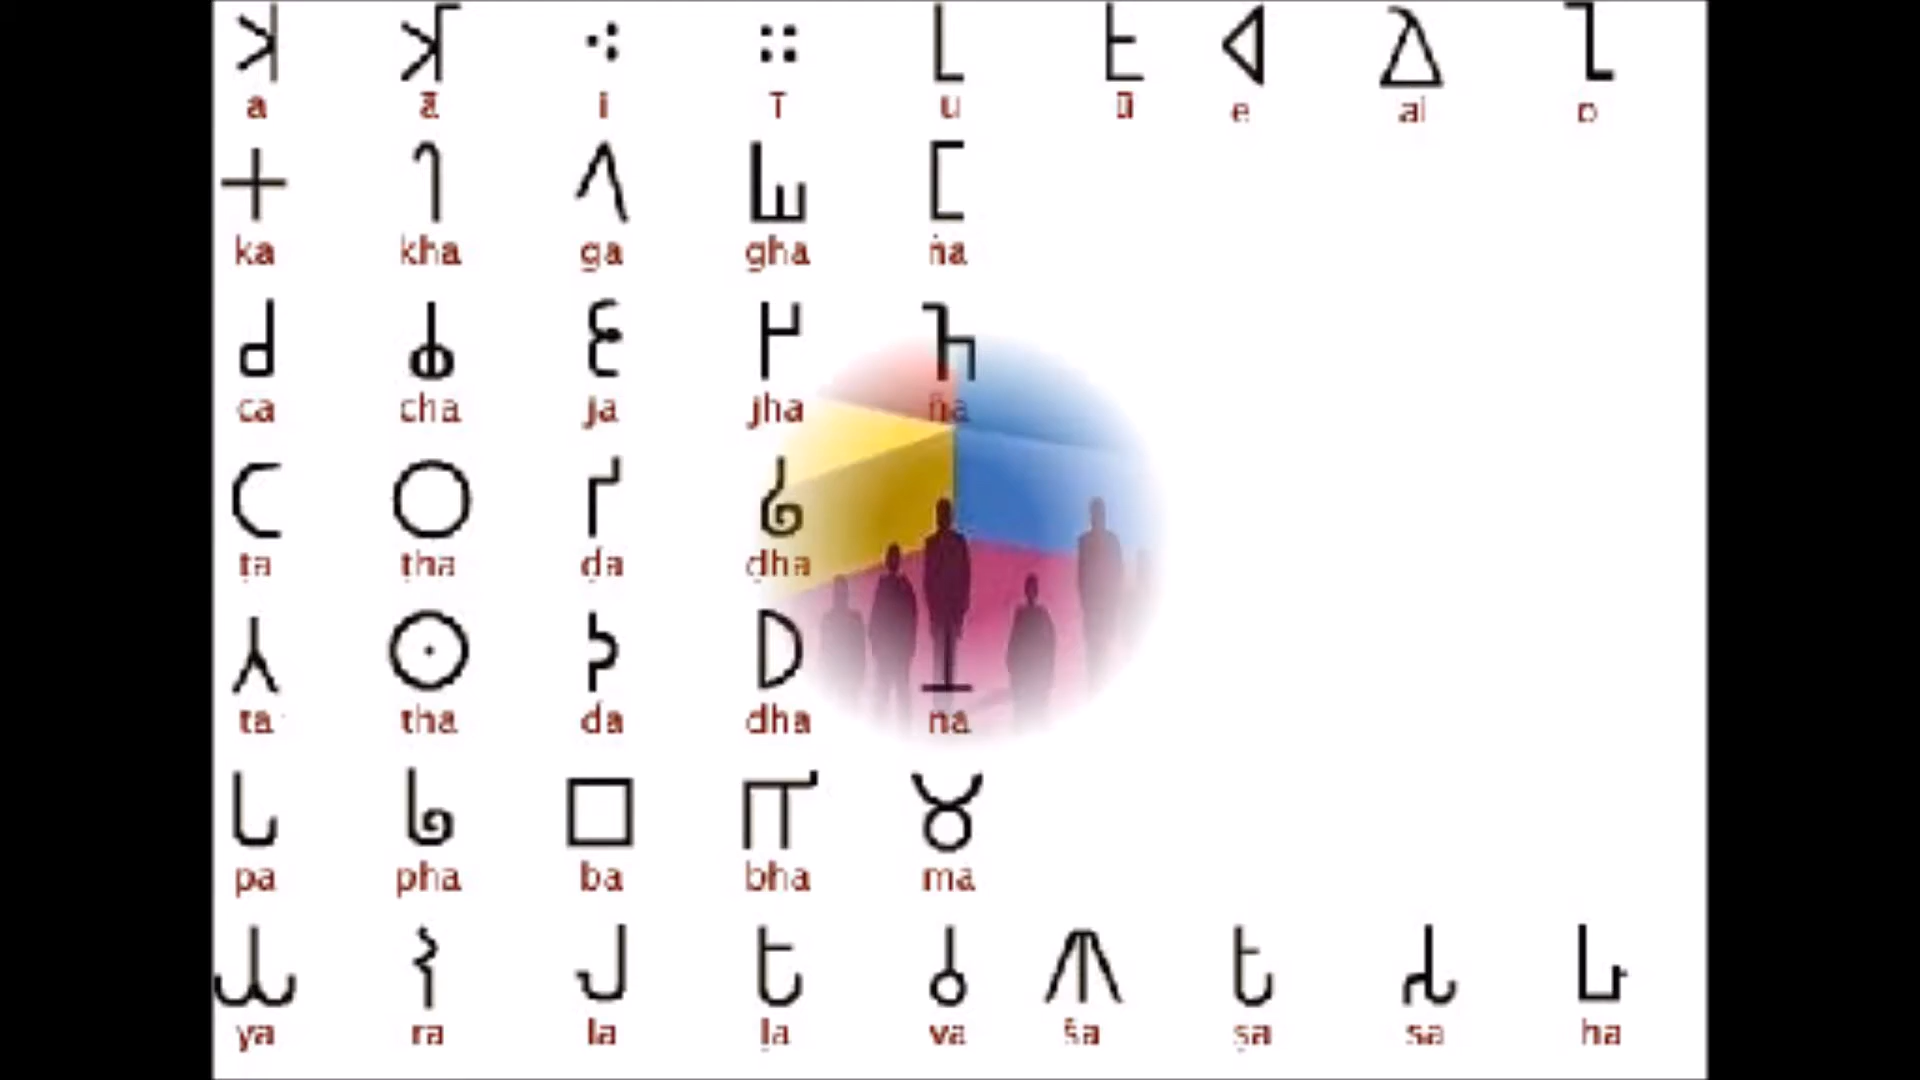 𑀅 𑀆 𑀇 𑀈 𑀉 𑀊 𑀏 𑀐 𑀑
a ā i ī u ū e ai o
𑀓 𑀔 𑀕 𑀖 𑀗
ka kha ga gha ṅa
𑀘 𑀙 𑀚 𑀛 𑀜
ca cha ja jha ña
𑀝 𑀞 𑀟 𑀠
ṭa ṭha ḍa ḍha
𑀢 𑀣 𑀤 𑀥 𑀦
ta tha da dha na
𑀧 𑀨 𑀩 𑀪 𑀫
pa pha ba bha ma
𑀬 𑀭 𑀮 𑀴 𑀯 𑀰 𑀱 𑀲 𑀳
ya ra la ḷa va śa ṣa sa ha